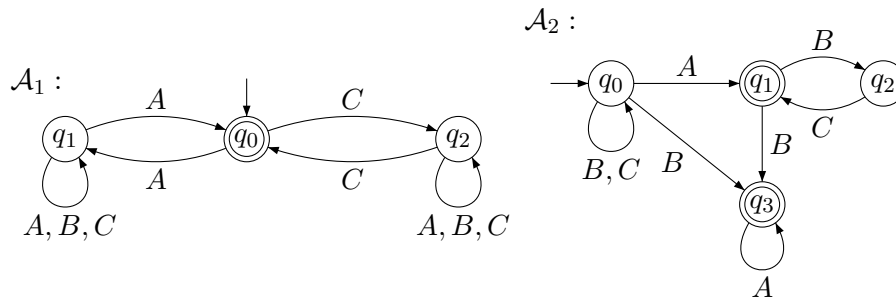 𝒜₂ :
𝒜₁ :
A
C
A
B
q₁
q₀
q₂
q₀
q₁
q₂
A
C
B, C
B
B
C
A, B, C
A, B, C
q₃
A